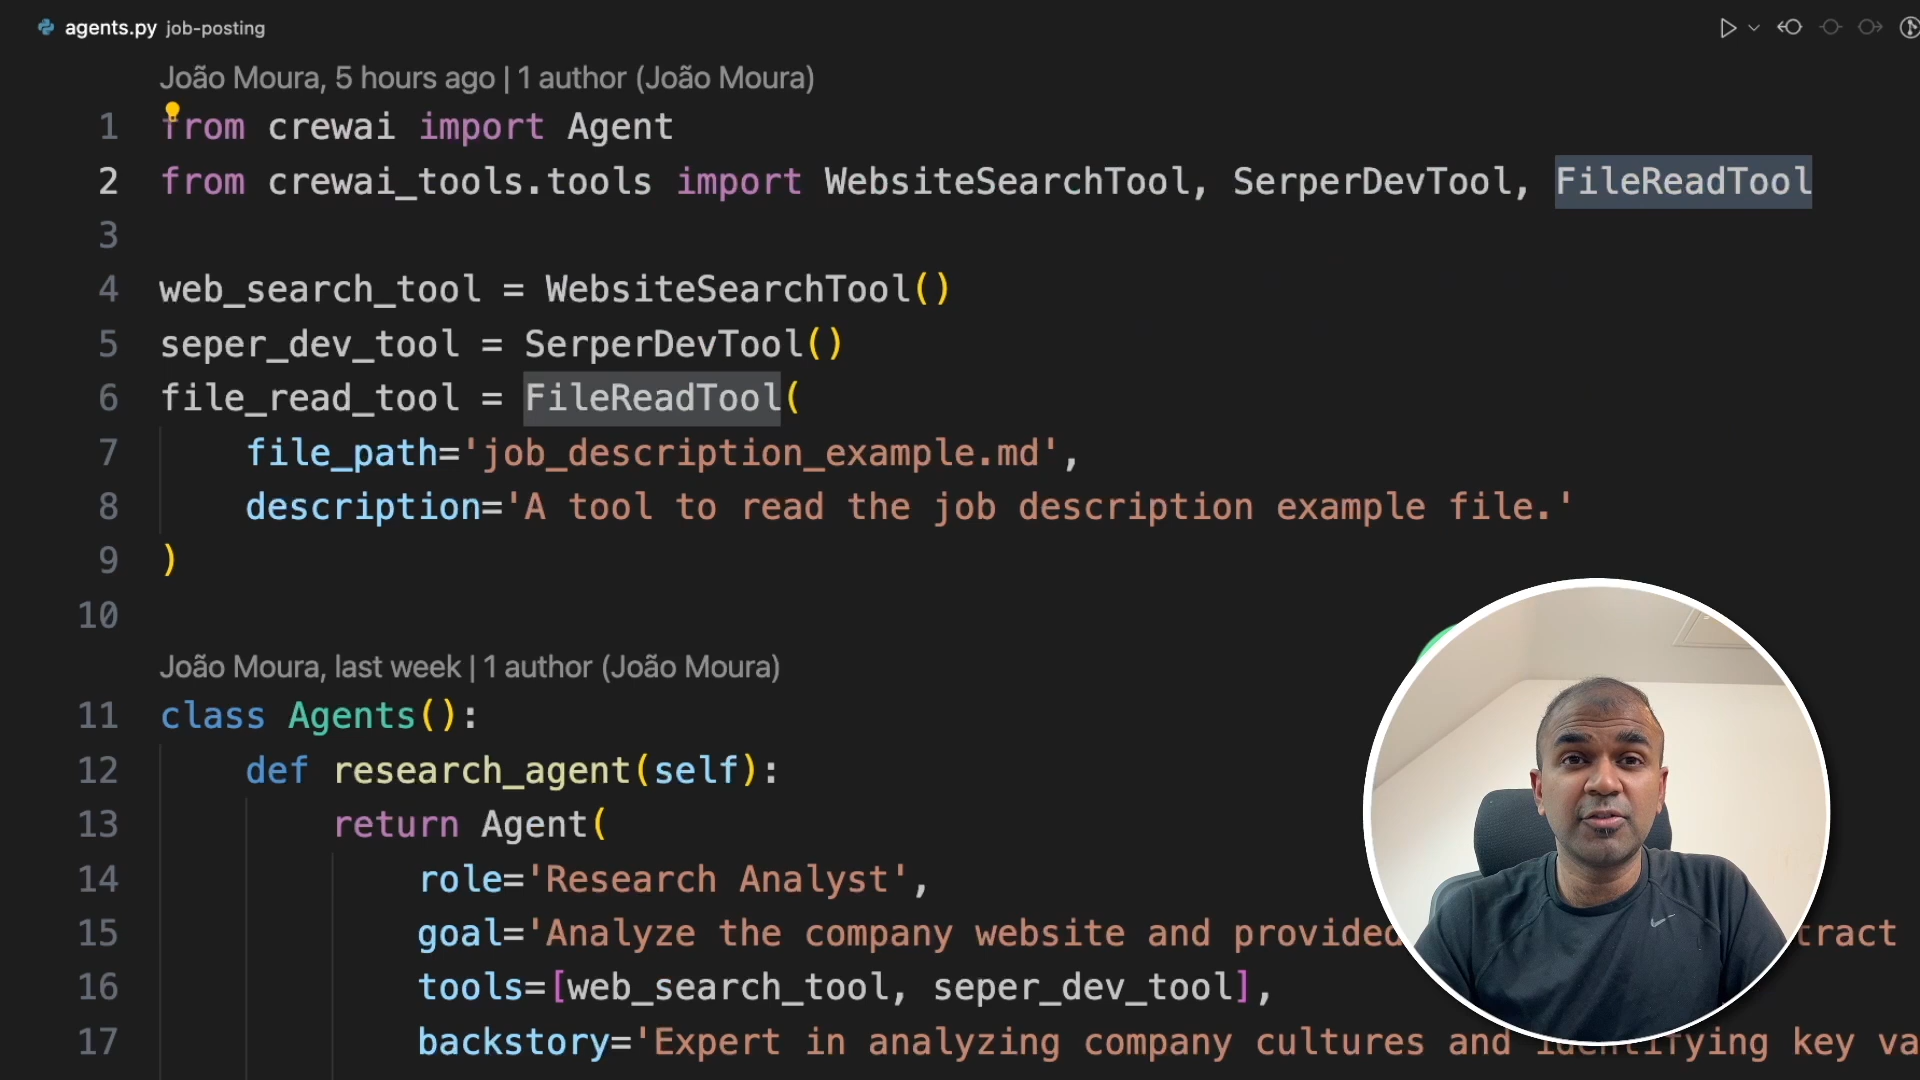 agents.py job-posting
João Moura, 5 hours ago | 1 author (João Moura)
1 from crewai import Agent
2 from crewai_tools.tools import WebsiteSearchTool, SerperDevTool, FileReadTool
3
4 web_search_tool = WebsiteSearchTool()
5 seper_dev_tool = SerperDevTool()
6 file_read_tool = FileReadTool(
7 file_path='job_description_example.md',
8 description='A tool to read the job description example file.'
9 )
10
João Moura, last week | 1 author (João Moura)
11 class Agents():
12 def research_agent(self):
13 return Agent(
14 role='Research Analyst',
15 goal='Analyze the company website and provided tract
16 tools=[web_search_tool, seper_dev_tool],
17 backstory='Expert in analyzing company cultures and identifying key va